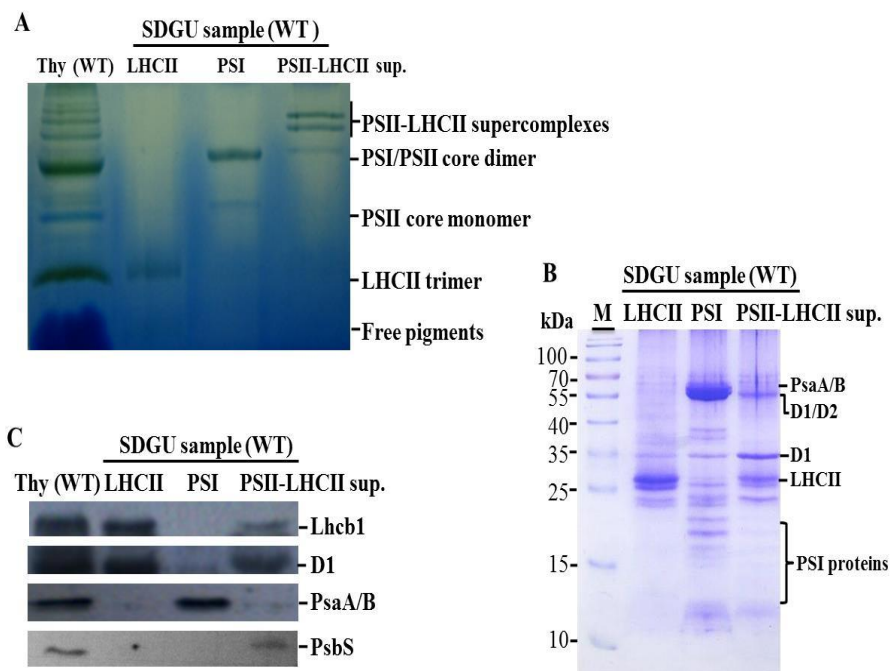 A
SDGU sample (WT )
Thy (WT) LHCII PSI PSII-LHCII sup.
PSII-LHCII supercomplexes
PSI/PSII core dimer
PSII core monomer
LHCII trimer
Free pigments
B
SDGU sample (WT)
kDa M LHCII PSI PSII-LHCII sup.
100
70
55
40
35
25
15
10
PsaA/B
D1/D2
D1
LHCII
PSI proteins
C
SDGU sample (WT)
Thy (WT) LHCII PSI PSII-LHCII sup.
Lhcb1
D1
PsaA/B
PsbS